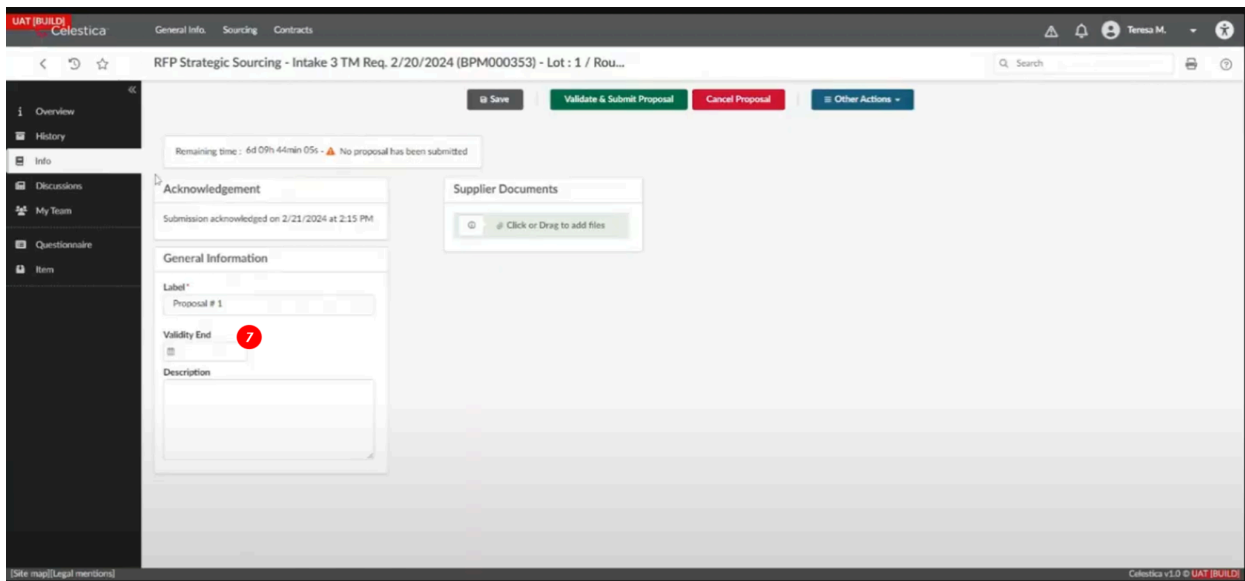 UAT [BUILD]
Celestica
General Info. Sourcing Contracts
Teresa M.
RFP Strategic Sourcing - Intake 3 TM Req. 2/20/2024 (BPM000353) - Lot : 1 / Rou...
Search
Save
Validate & Submit Proposal
Cancel Proposal
Other Actions
Overview
History
Info
Discussions
My Team
Questionnaire
Item
Remaining time : 6d 09h 44min 05s - No proposal has been submitted
Acknowledgement
Submission acknowledged on 2/21/2024 at 2:15 PM
Supplier Documents
Click or Drag to add files
General Information
Label*
Proposal # 1
Validity End
7
Description
[Site map][Legal mentions]
Celestica v1.0 © UAT [BUILD]